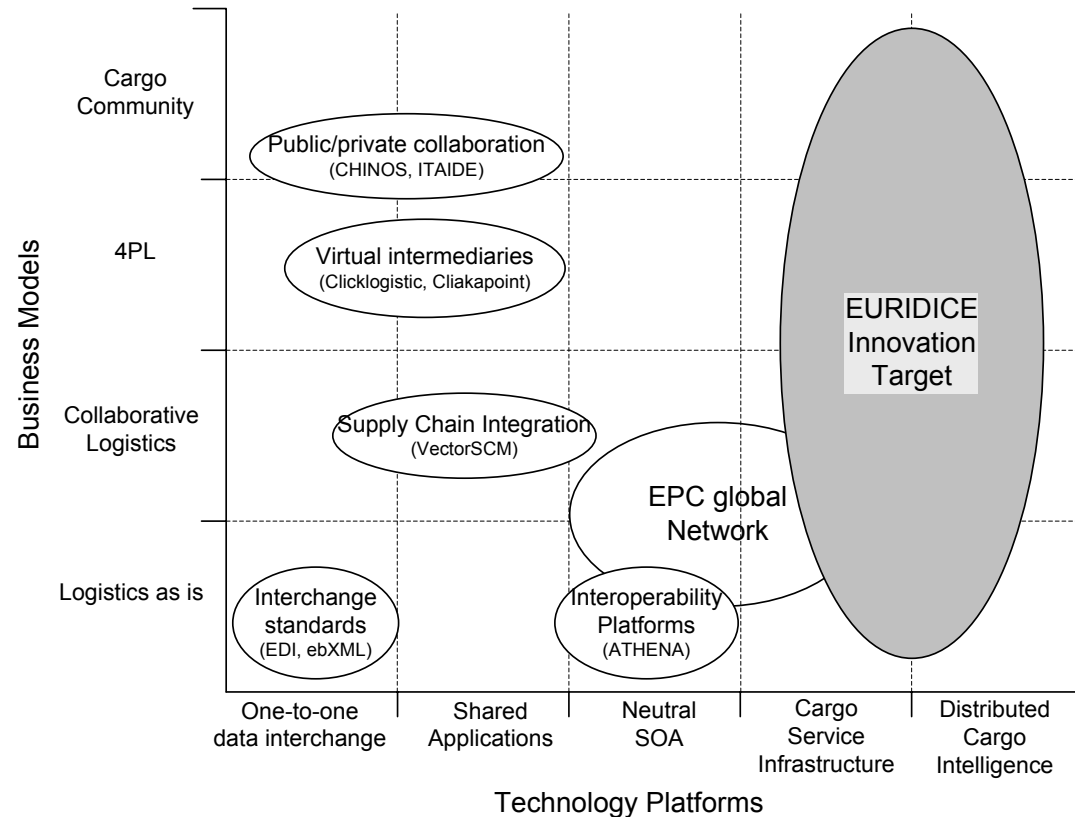 Business Models
Cargo
Community
4PL
Collaborative
Logistics
Logistics as is
Public/private collaboration
(CHINOS, ITAIDE)
Virtual intermediaries
(Clicklogistic, Cliakapoint)
Supply Chain Integration
(VectorSCM)
EPC global
Network
Interchange
standards
(EDI, ebXML)
Interoperability
Platforms
(ATHENA)
EURIDICE
Innovation
Target
One-to-one
data interchange
Shared
Applications
Neutral
SOA
Cargo
Service
Infrastructure
Distributed
Cargo
Intelligence
Technology Platforms